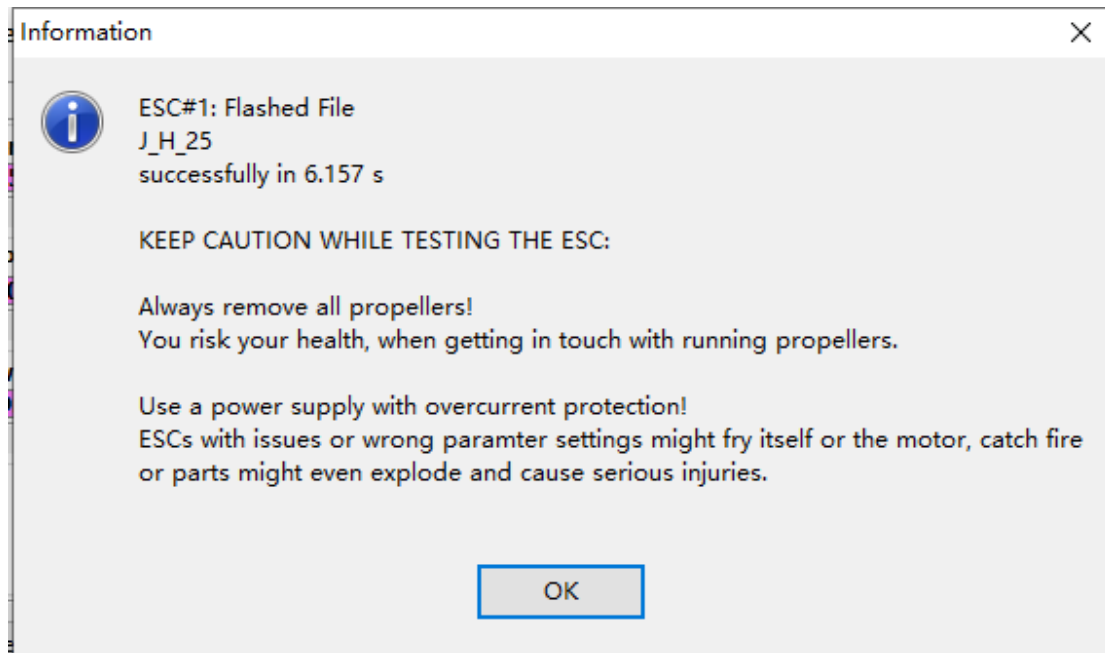 Information
ESC#1: Flashed File
J_H_25
successfully in 6.157 s
KEEP CAUTION WHILE TESTING THE ESC:
Always remove all propellers!
You risk your health, when getting in touch with running propellers.
Use a power supply with overcurrent protection!
ESCs with issues or wrong paramter settings might fry itself or the motor, catch fire
or parts might even explode and cause serious injuries.
OK